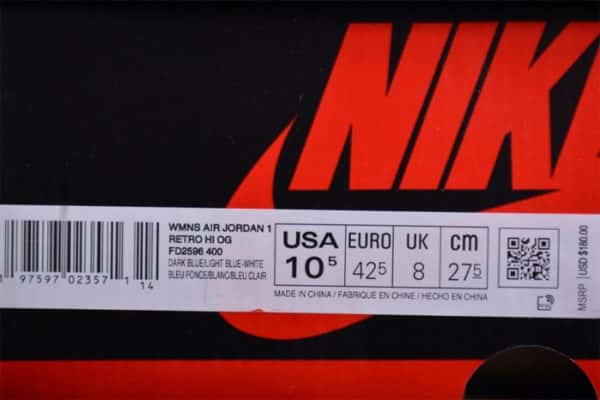 NIK
WMNS AIR JORDAN 1
RETRO HI OG
FD2596 400
DARK BLUE/LIGHT BLUE-WHITE
BLEU FONCE/BLANC/BLEU CLAIR
97597 02357 1
14
USA
10⁵
EURO
42⁵
UK
8
cm
27⁵
MADE IN CHINA / FABRIQUE EN CHINE / HECHO EN CHINA
MSRP USD $180.00